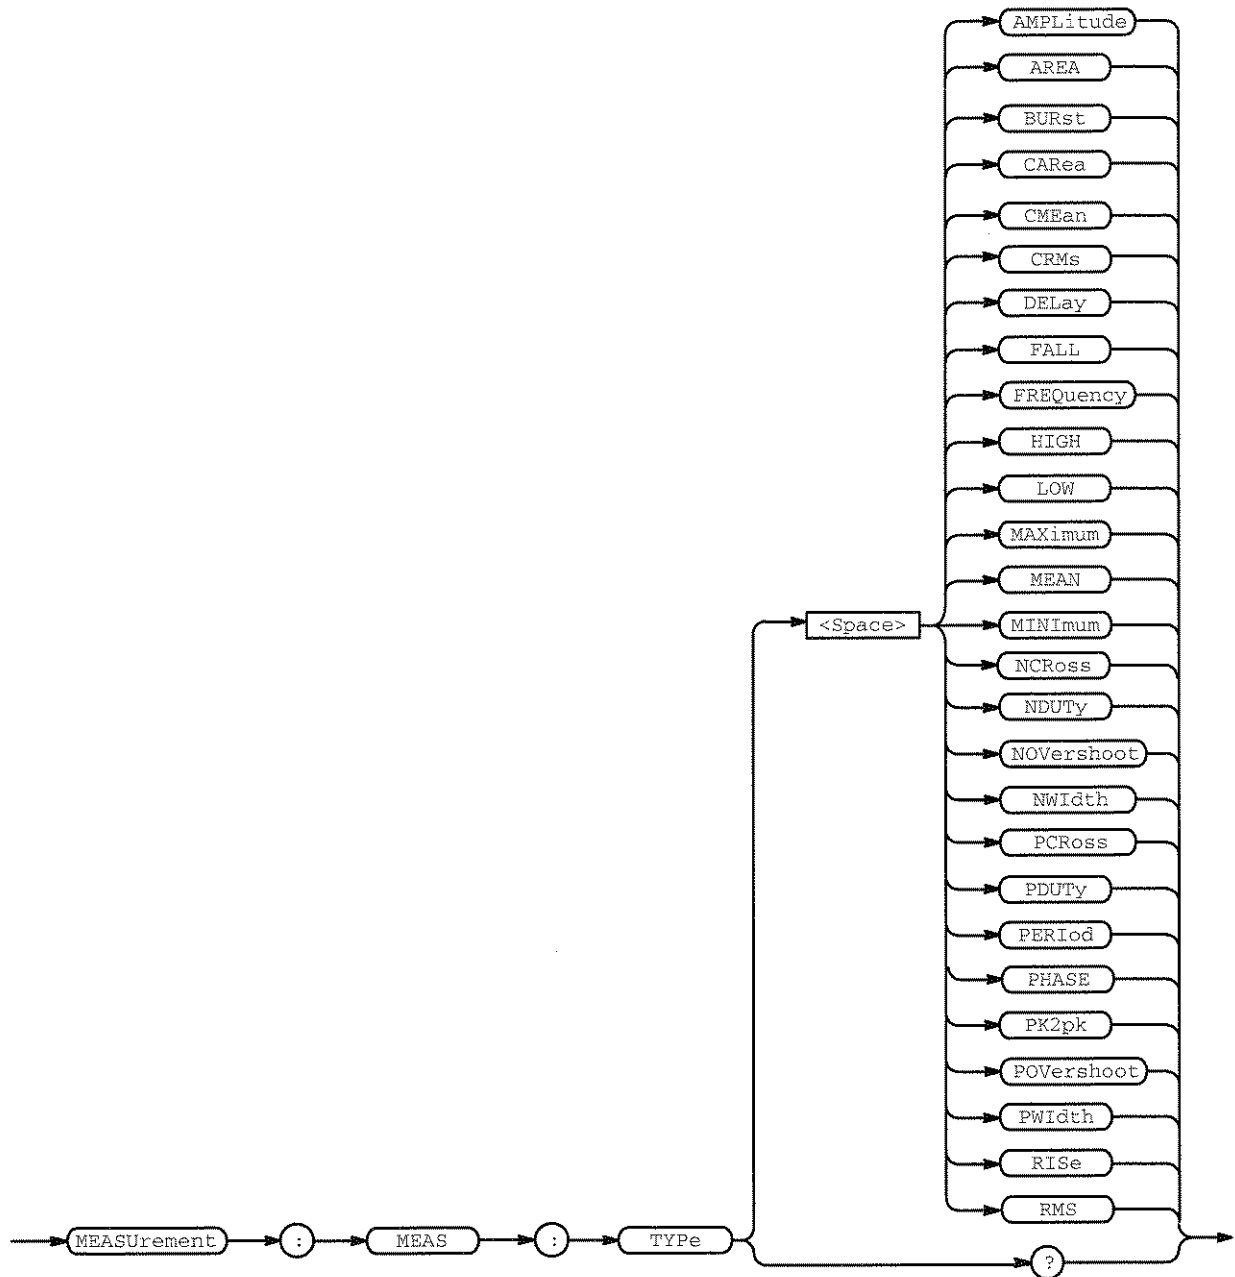 AMPLitude
AREA
BURst
CARea
CMEan
CRMs
DELay
FALL
FREQuency
HIGH
LOW
MAXimum
MEAN
<Space>
MINImum
NCRoss
NDUTy
NOVershoot
NWIdth
PCRoss
PDUTy
PERIod
PHASE
PK2pk
POVershoot
PWIdth
RISe
RMS
MEASUrement : MEAS : TYPe
?